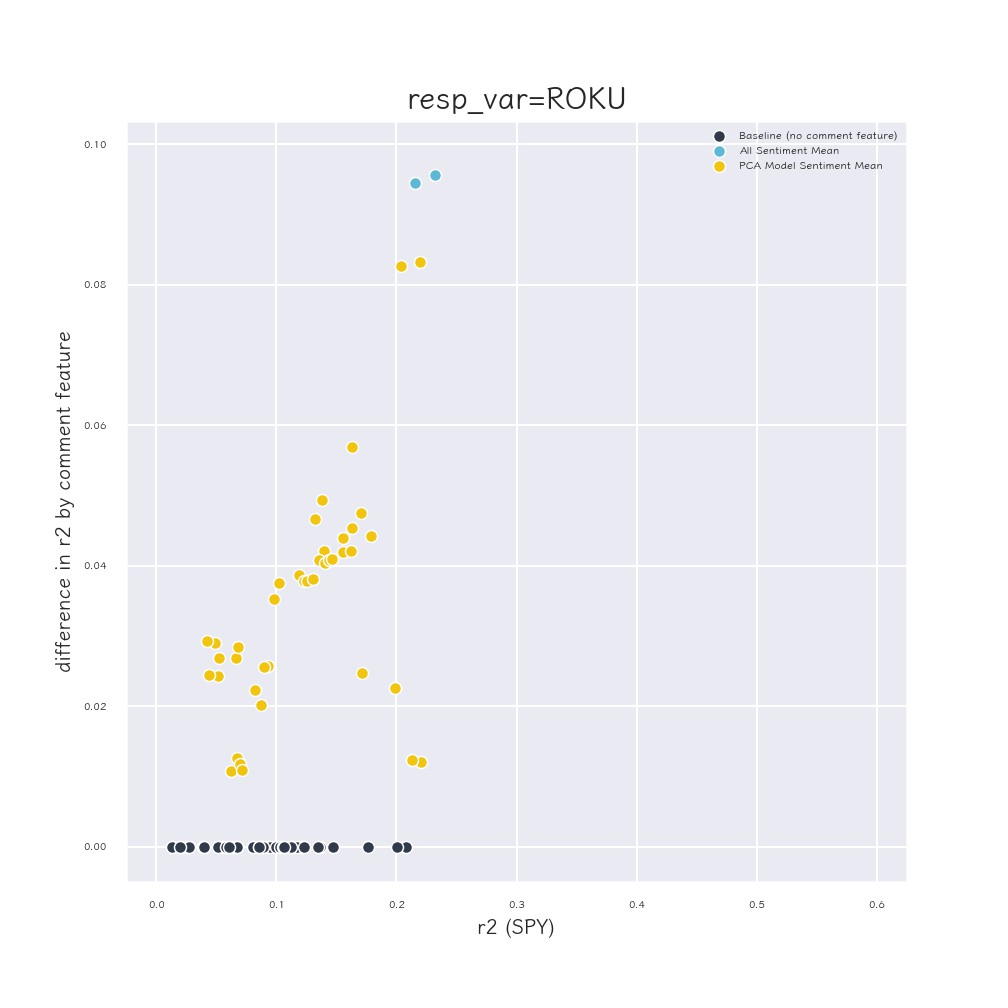 resp_var=ROKU
Baseline (no comment feature)
All Sentiment Mean
PCA Model Sentiment Mean
0.10
0.08
0.06
0.04
0.02
0.00
difference in r2 by comment feature
0.0 0.1 0.2 0.3 0.4 0.5 0.6
r2 (SPY)